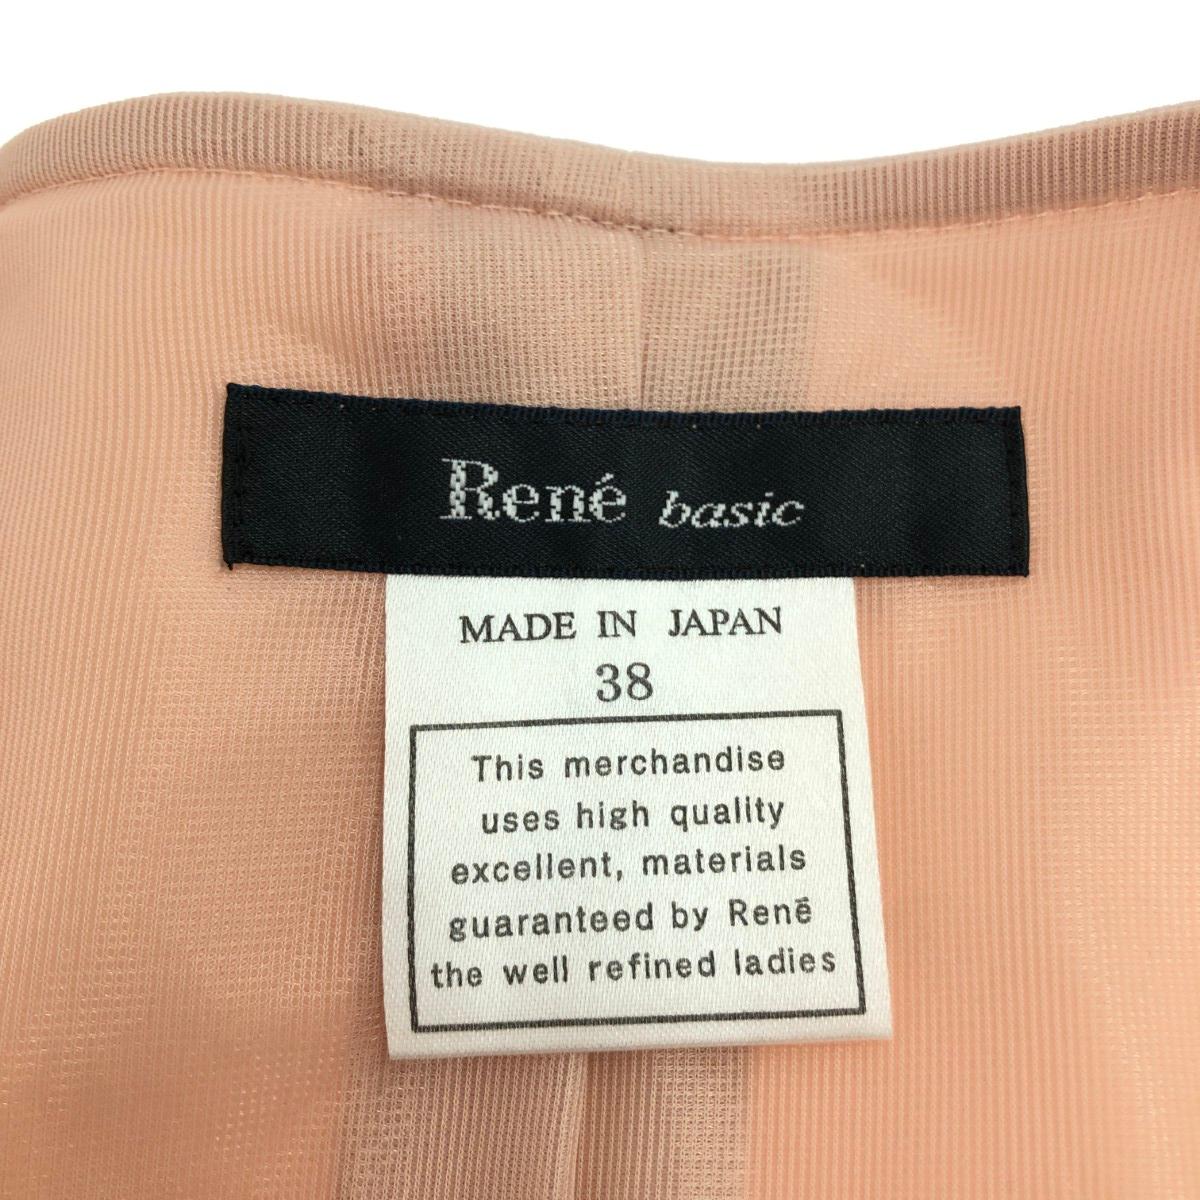 René basic
MADE IN JAPAN
38
This merchandise
uses high quality
excellent, materials
guaranteed by Renē
the well refined ladies